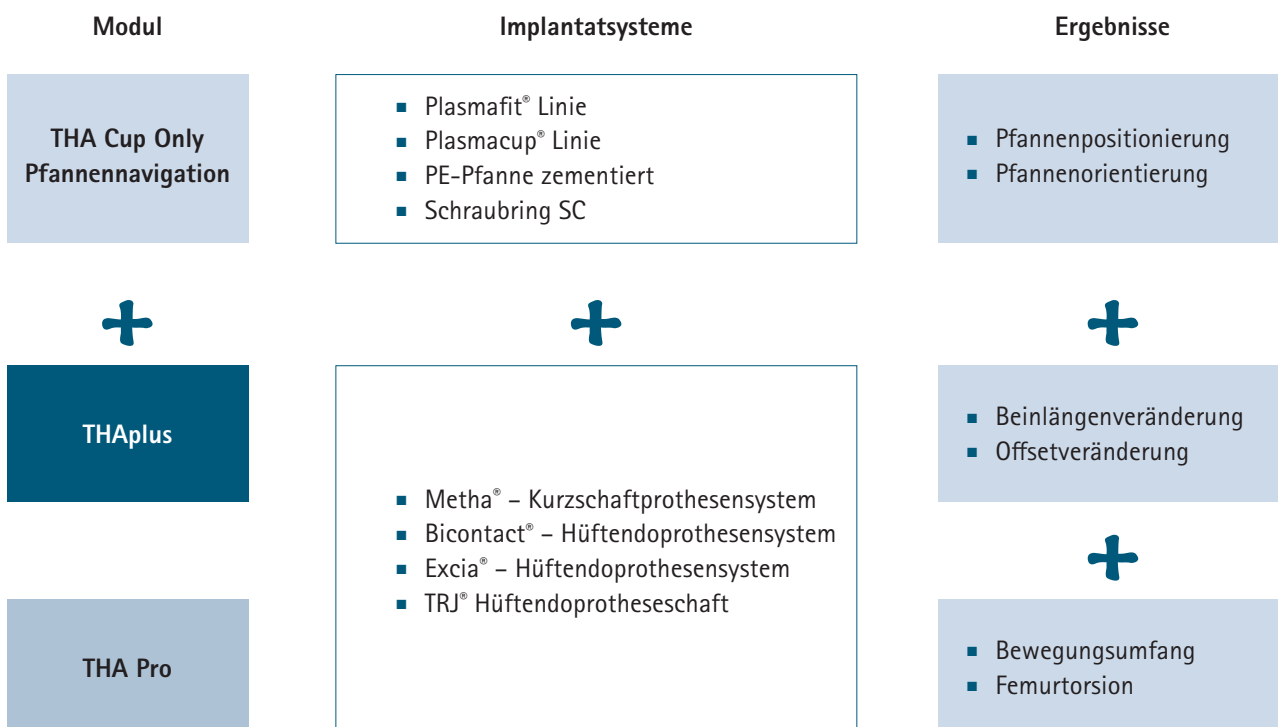 Modul
Implantatsysteme
Ergebnisse
THA Cup Only
Pfannennavigation
▪ Plasmafit® Linie
▪ Plasmacup® Linie
▪ PE-Pfanne zementiert
▪ Schraubring SC
▪ Pfannenpositionierung
▪ Pfannenorientierung
+
+
+
THAplus
▪ Metha® – Kurzschaftprothesensystem
▪ Bicontact® – Hüftendoprothesensystem
▪ Excia® – Hüftendoprothesensystem
▪ TRJ® Hüftendoprotheseschaft
▪ Beinlängenveränderung
▪ Offsetveränderung
+
THA Pro
▪ Bewegungsumfang
▪ Femurtorsion